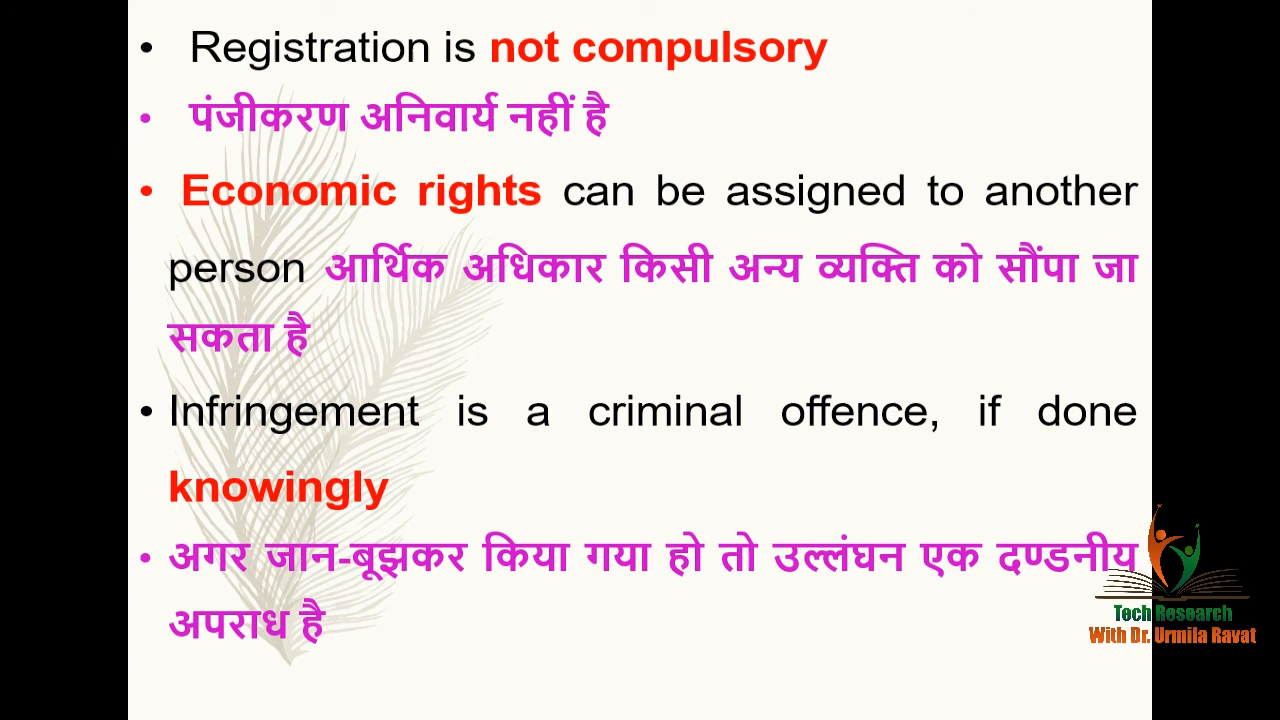 • Registration is not compulsory
• पंजीकरण अनिवार्य नहीं है
• Economic rights can be assigned to another
person आर्थिक अधिकार किसी अन्य व्यक्ति को सौंपा जा
सकता है
• Infringement is a criminal offence, if done
knowingly
• अगर जान-बूझकर किया गया हो तो उल्लंघन एक दण्डनीय
अपराध है
Tech Research
With Dr. Urmila Ravat